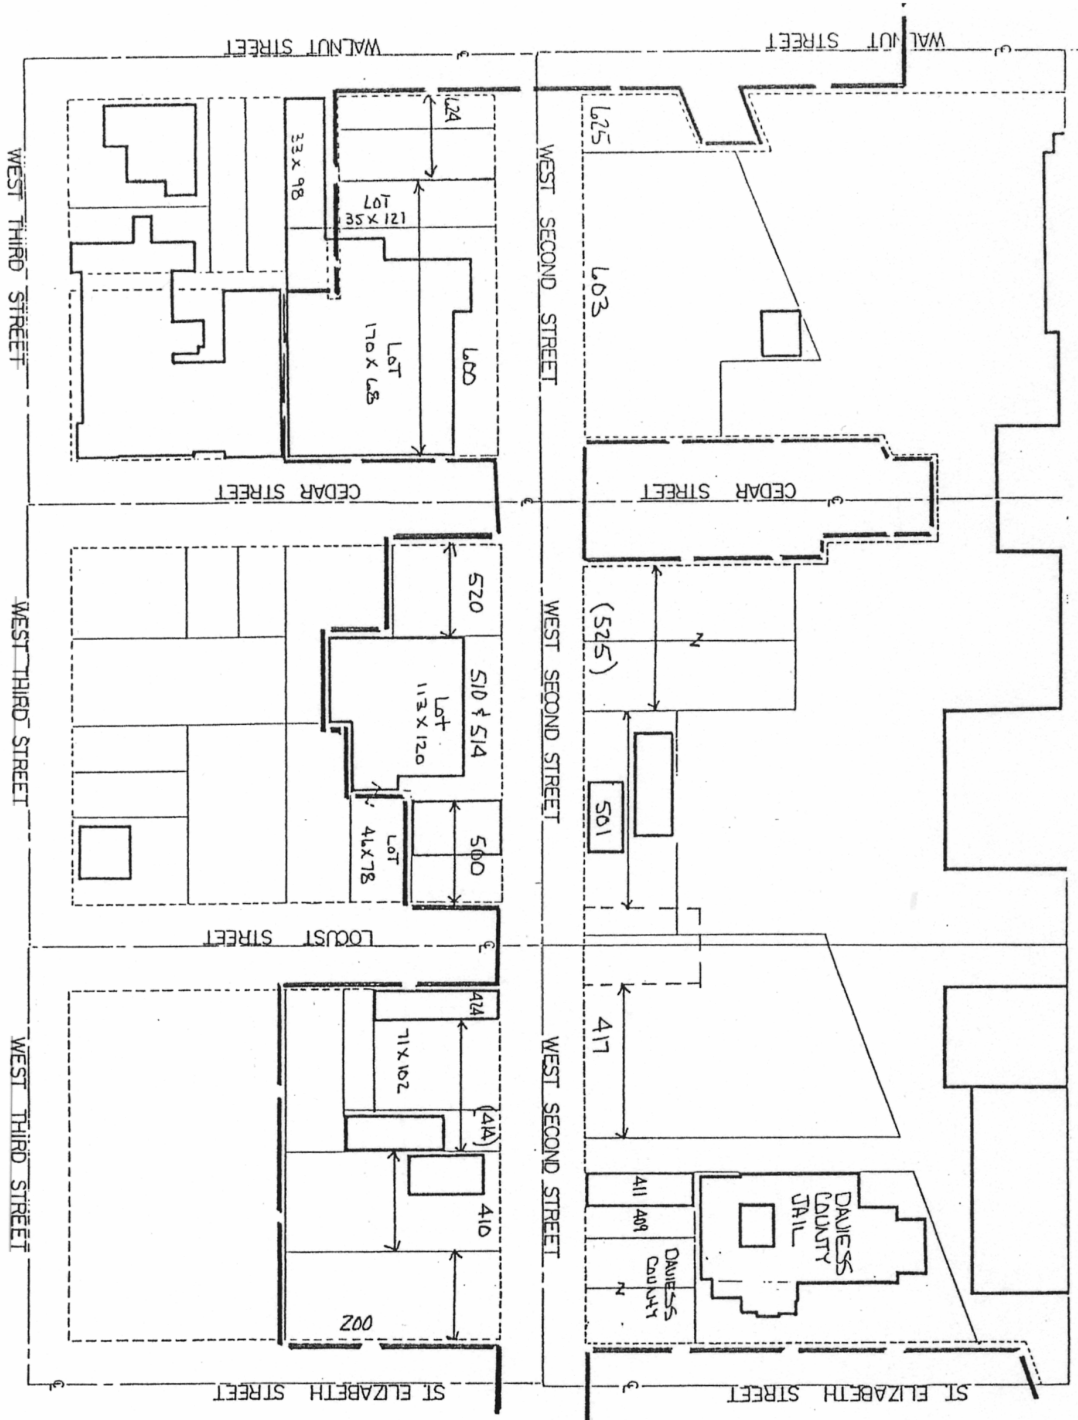 WALNUT STREET
WALNUT STREET
624
625
33 X 98
LOT
35 X 121
WEST THIRD STREET
WEST SECOND STREET
603
LOT
170 X 68
600
CEDAR STREET
CEDAR STREET
520
(525)
Z
WEST THIRD STREET
510 & 514
LOT
113 X 120
WEST SECOND STREET
501
LOT
46X78
500
LOCUST STREET
424
71 X 102
417
(414)
WEST THIRD STREET
WEST SECOND STREET
410
411
409
DAVIESS
COUNTY
JAIL
DAVIESS
COUNTY
Z
200
ST. ELIZABETH STREET
ST. ELIZABETH STREET